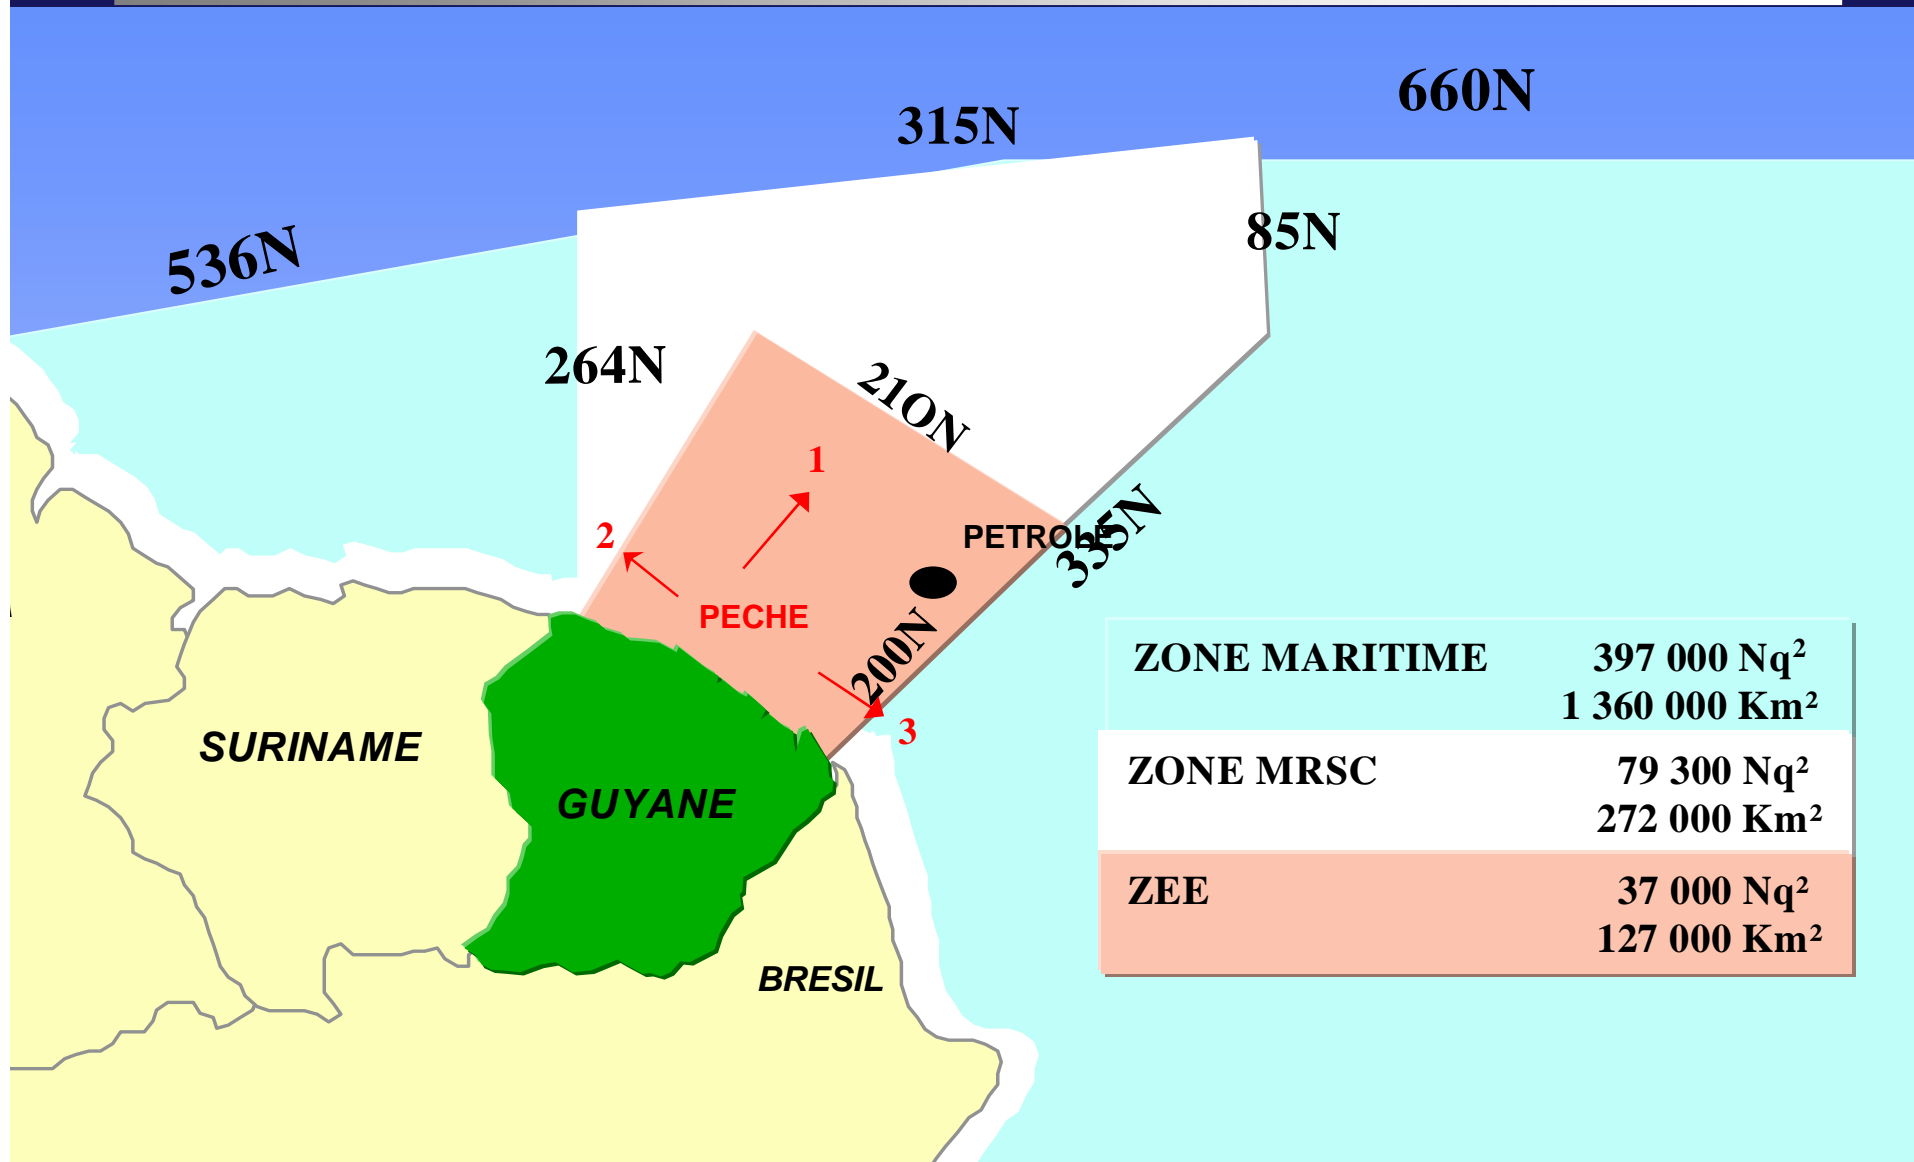 660N
315N
85N
536N
264N
21ON
1
2
PETROLE
335N
PECHE
200N
3
SURINAME
GUYANE
BRESIL
ZONE MARITIME 397 000 Nq²
1 360 000 Km²
ZONE MRSC 79 300 Nq²
272 000 Km²
ZEE 37 000 Nq²
127 000 Km²